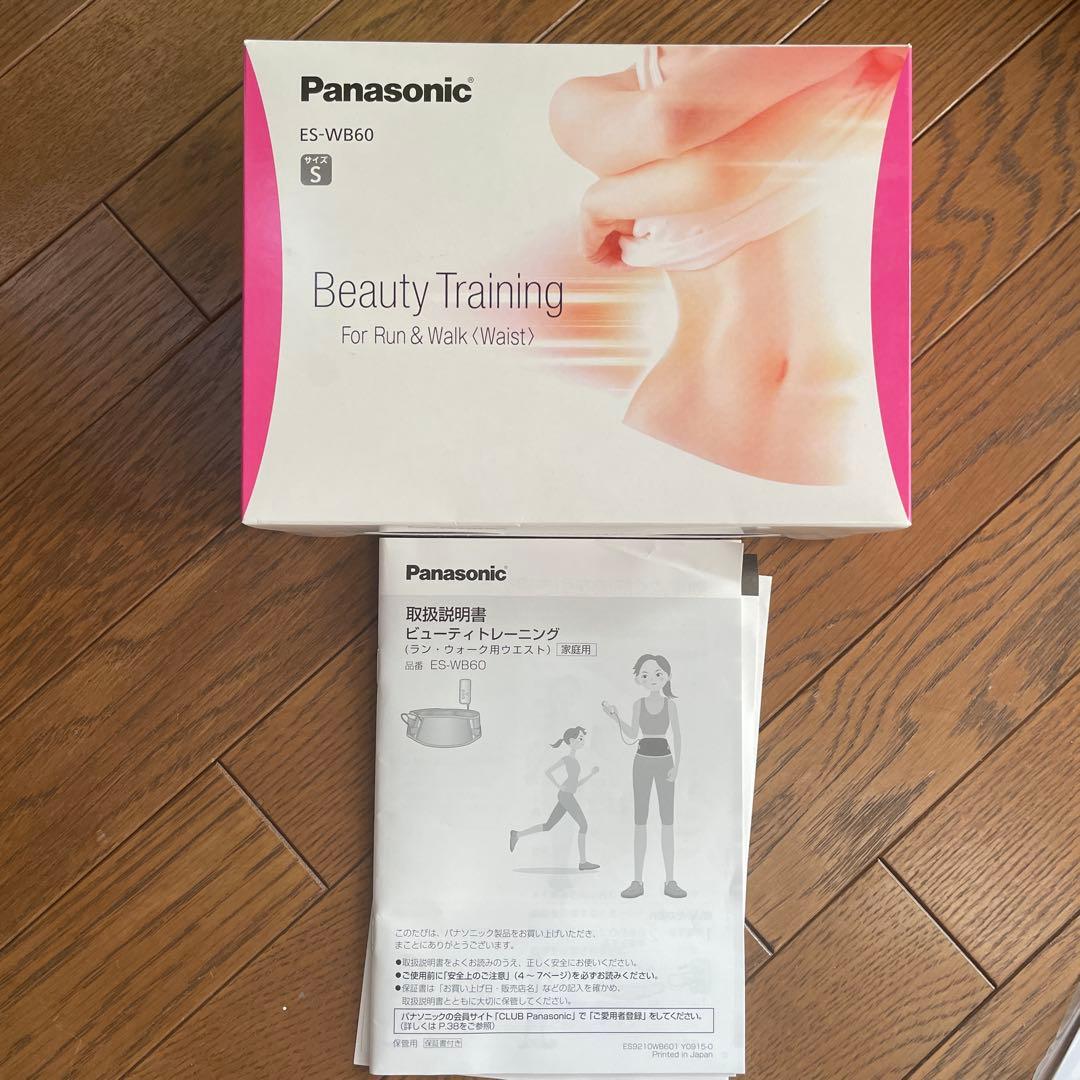 Panasonic®
ES-WB60
サイズ
S
Beauty Training
For Run & Walk〈Waist〉
Panasonic®
取扱説明書
ビューティトレーニング
(ラン・ウォーク用ウエスト) 家庭用
品番 ES-WB60
このたびは、パナソニック製品をお買い上げいただき、
まことにありがとうございます。
●取扱説明書をよくお読みのうえ、正しく安全にお使いください。
●ご使用前に「安全上のご注意」(4～7ページ)を必ずお読みください。
●保証書は「お買い上げ日・販売店名」などの記入を確かめ、
取扱説明書とともに大切に保管してください。
パナソニックの会員サイト「CLUB Panasonic」で「ご愛用者登録」をしてください。
(詳しくは P.38をご参照)
保管用 保証書付き
ES9210WB601 Y0915-0
Printed in Japan